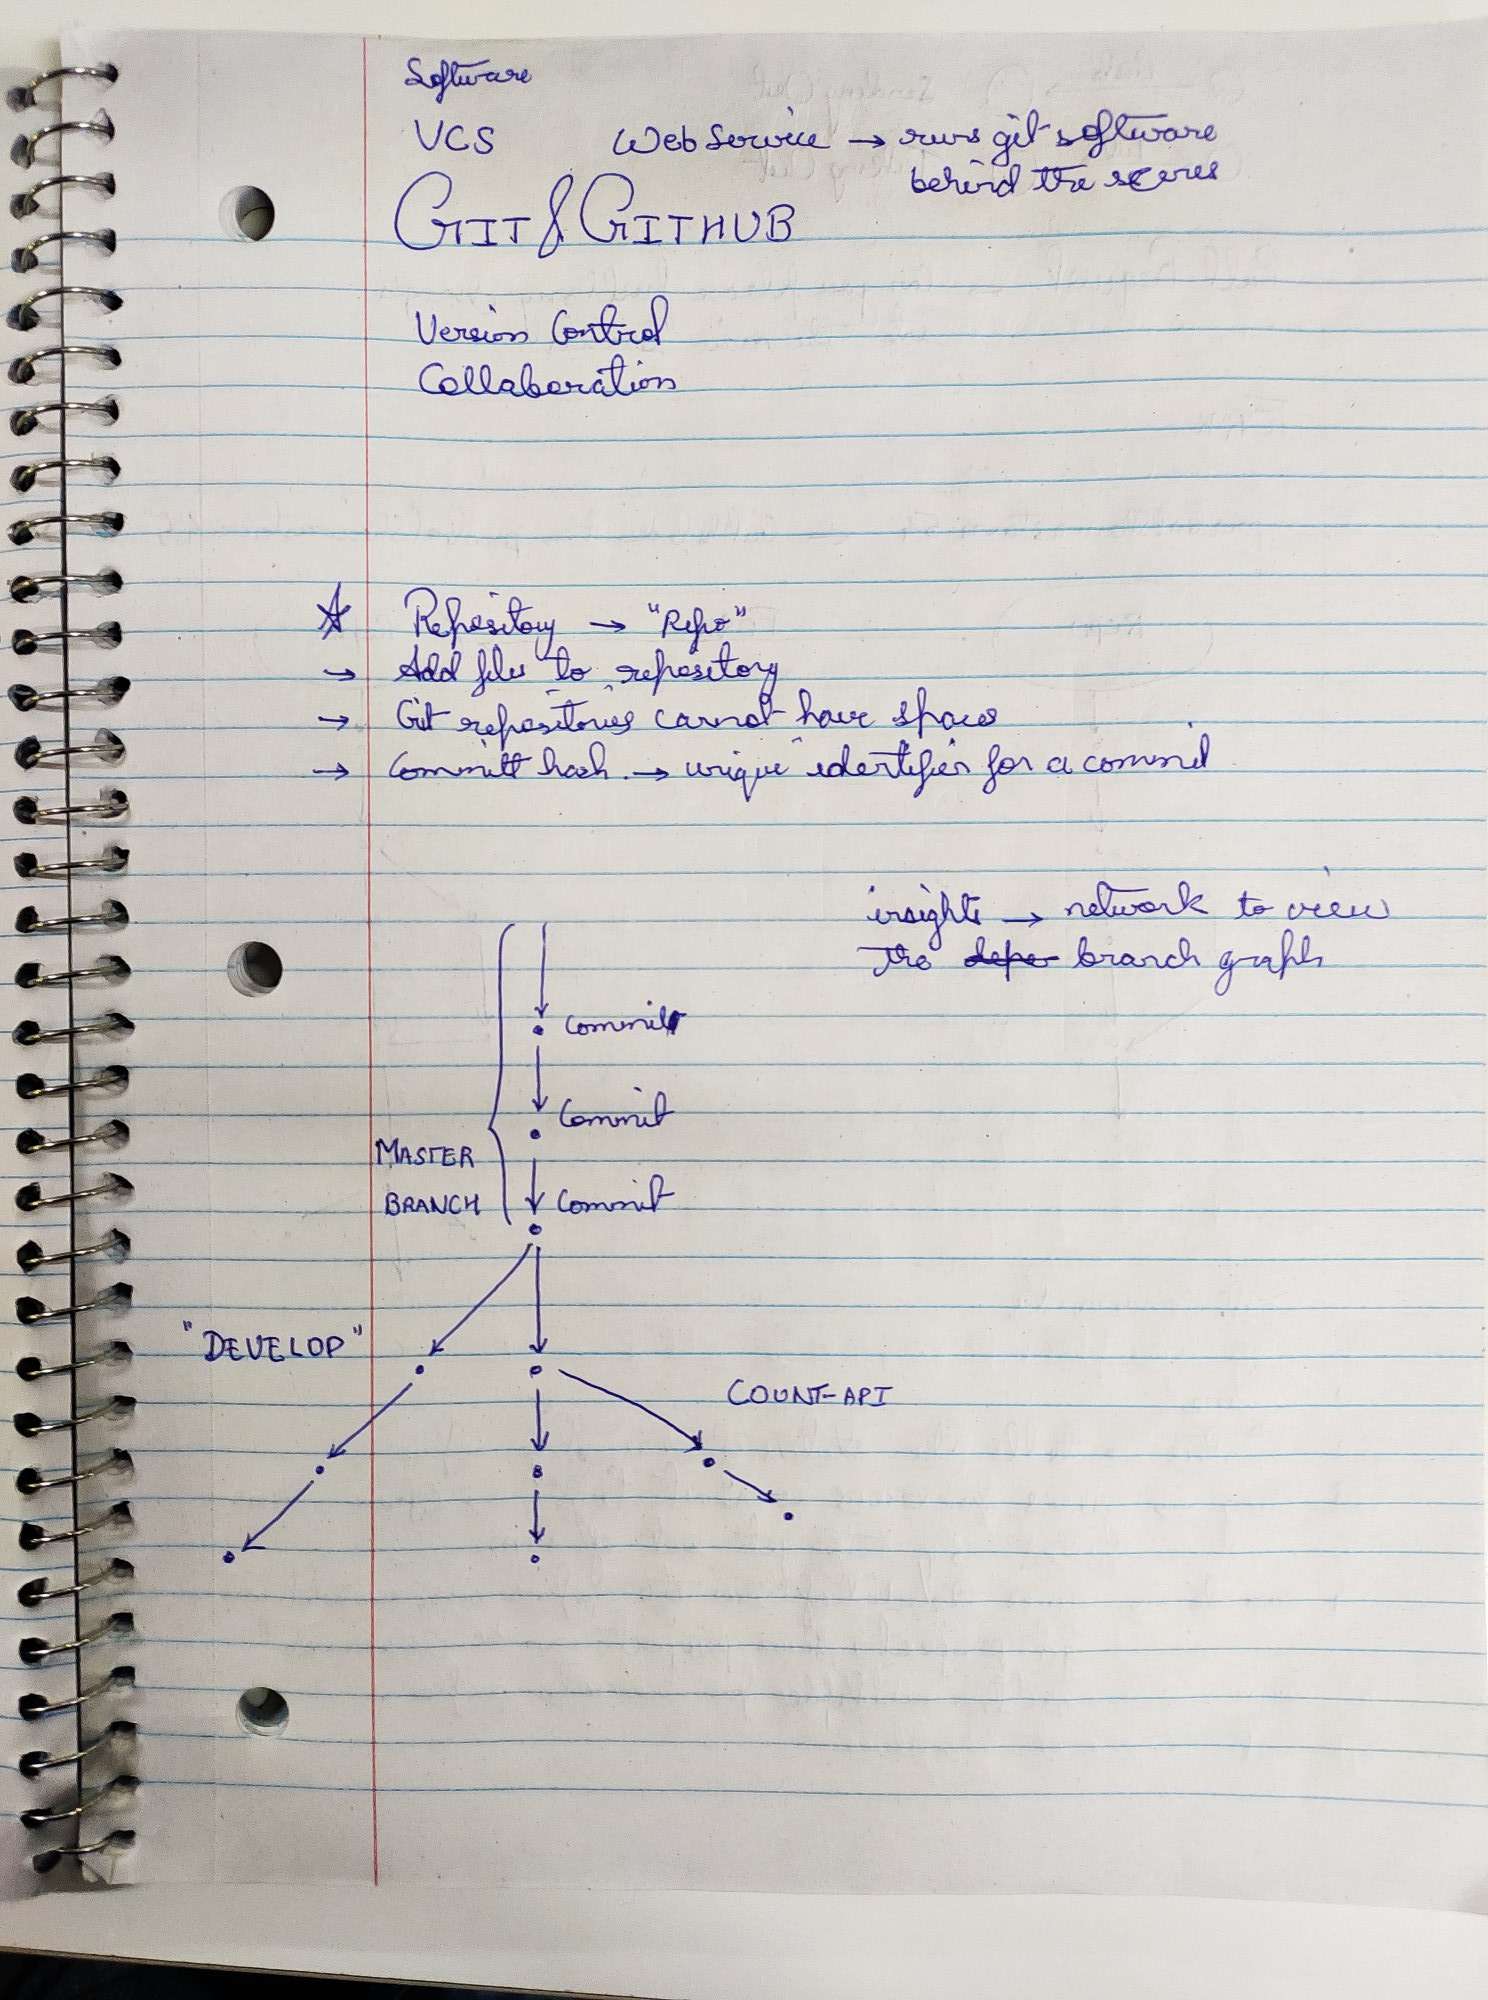 Software
VCS Web Service → runs git software
behind the scenes
GIT & GITHUB
Version Control
Collaboration
☆ Repository → "Repo"
→ Add files to repository
→ Git repositories cannot have spaces
→ Committ hash → unique identifier for a commit
insights → network to view
the branch graph
Commit
Commit
MASTER
BRANCH Commit
"DEVELOP"
COUNT-API